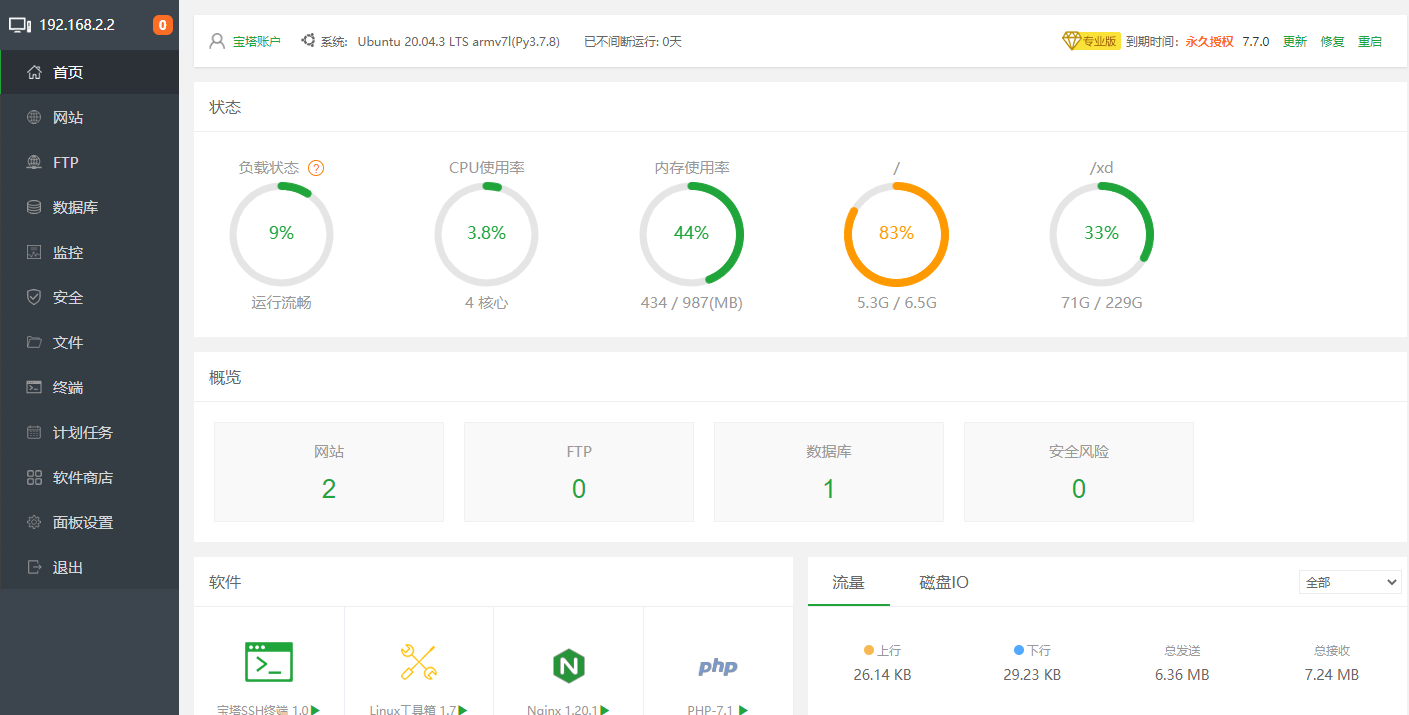 192.168.2.2 0
首页
网站
FTP
数据库
监控
安全
文件
终端
计划任务
软件商店
面板设置
退出
宝塔账户 系统: Ubuntu 20.04.3 LTS armv7l(Py3.7.8) 已不间断运行: 0天 专业版 到期时间: 永久授权 7.7.0 更新 修复 重启
状态
负载状态 ? CPU使用率 内存使用率 / /xd
9% 3.8% 44% 83% 33%
运行流畅 4 核心 434 / 987(MB) 5.3G / 6.5G 71G / 229G
概览
网站 FTP 数据库 安全风险
2 0 1 0
软件
宝塔SSH终端 1.0 Linux工具箱 1.7 Nginx 1.20.1 PHP-7.1
N php
流量 磁盘IO 全部
上行 下行 总发送 总接收
26.14 KB 29.23 KB 6.36 MB 7.24 MB